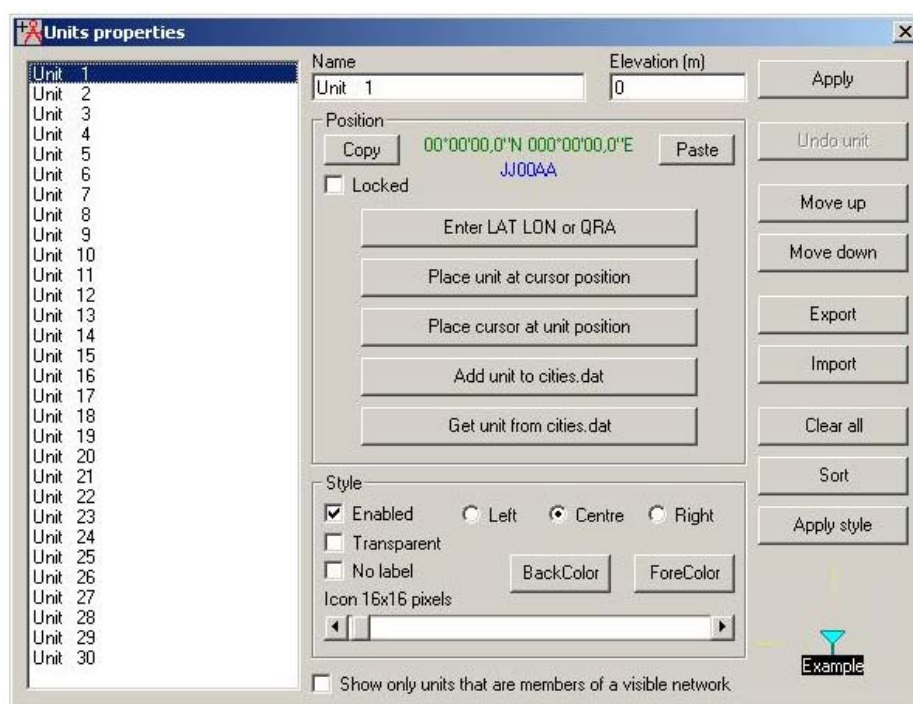 Units properties
Unit 1
Unit 2
Unit 3
Unit 4
Unit 5
Unit 6
Unit 7
Unit 8
Unit 9
Unit 10
Unit 11
Unit 12
Unit 13
Unit 14
Unit 15
Unit 16
Unit 17
Unit 18
Unit 19
Unit 20
Unit 21
Unit 22
Unit 23
Unit 24
Unit 25
Unit 26
Unit 27
Unit 28
Unit 29
Unit 30
Name
Unit 1
Elevation (m)
0
Position
Copy
00°00'00,0''N 000°00'00,0''E
JJ00AA
Paste
Locked
Enter LAT LON or QRA
Place unit at cursor position
Place cursor at unit position
Add unit to cities.dat
Get unit from cities.dat
Style
Enabled
Left
Centre
Right
Transparent
No label
BackColor
ForeColor
Icon 16x16 pixels
Show only units that are members of a visible network
Apply
Undo unit
Move up
Move down
Export
Import
Clear all
Sort
Apply style
Example